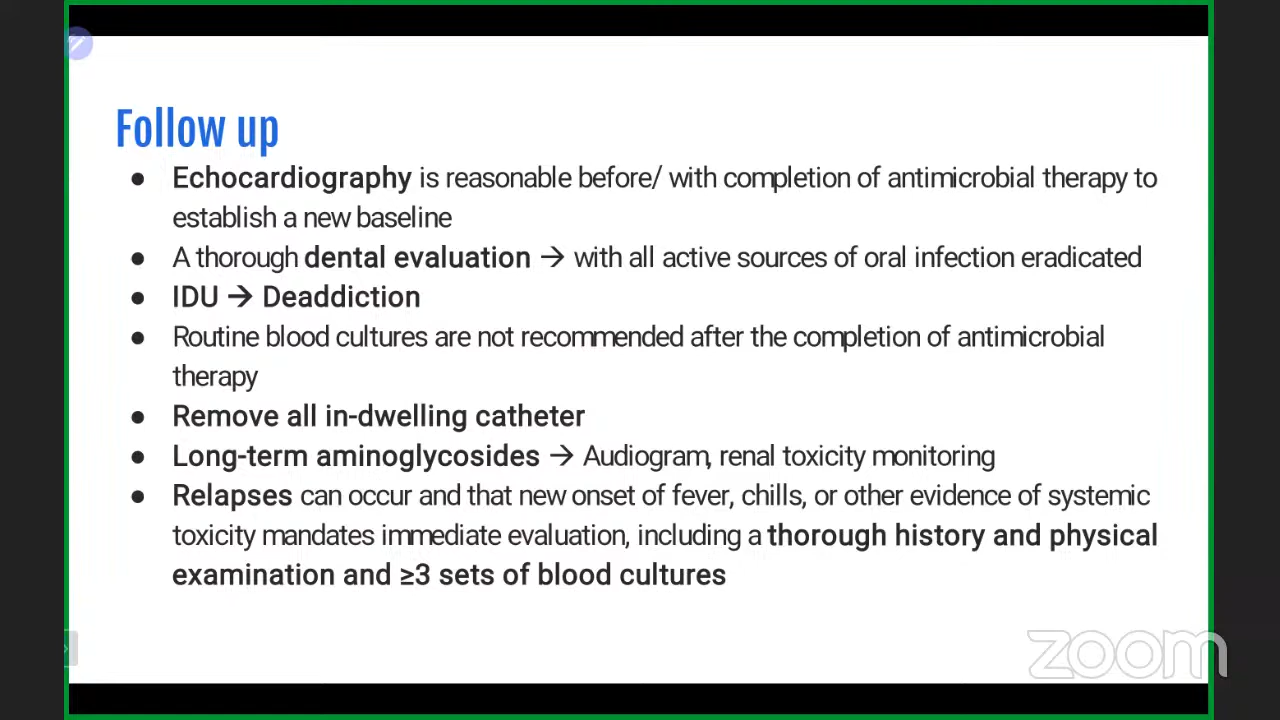 Follow up
● Echocardiography is reasonable before/ with completion of antimicrobial therapy to
establish a new baseline
● A thorough dental evaluation → with all active sources of oral infection eradicated
● IDU → Deaddiction
● Routine blood cultures are not recommended after the completion of antimicrobial
therapy
● Remove all in-dwelling catheter
● Long-term aminoglycosides → Audiogram, renal toxicity monitoring
● Relapses can occur and that new onset of fever, chills, or other evidence of systemic
toxicity mandates immediate evaluation, including a thorough history and physical
examination and ≥3 sets of blood cultures
zoom